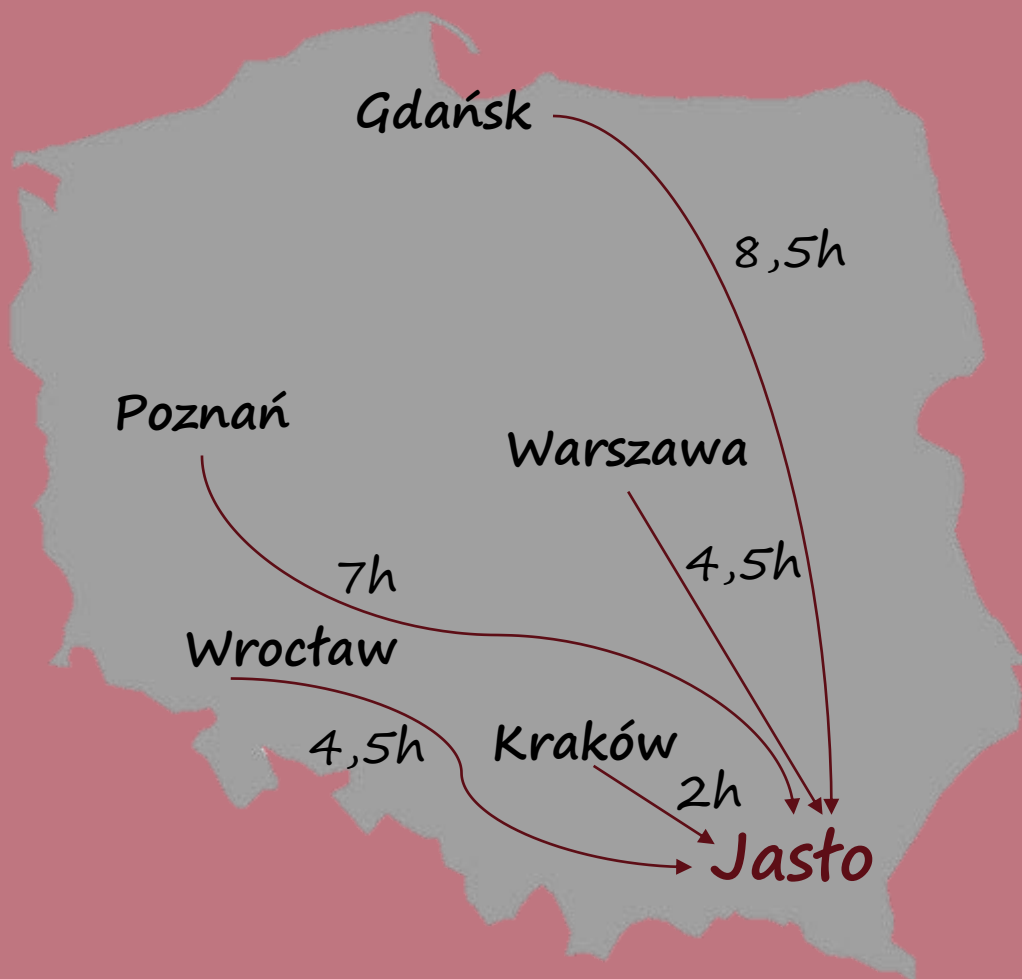 Gdańsk
8,5h
Poznań
Warszawa
4,5h
7h
Wrocław
4,5h
Kraków
2h
Jasło